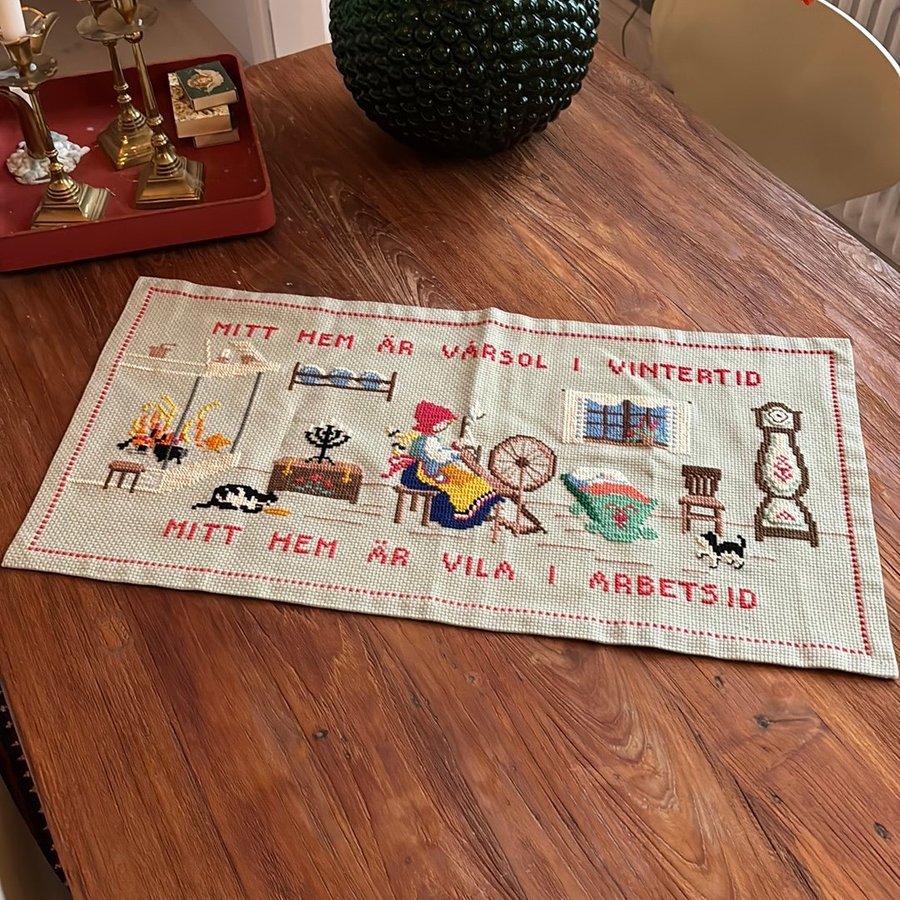 MITT HEM ÄR VÅRSOL I VINTERTID
MITT HEM ÄR VILA I ARBETSID